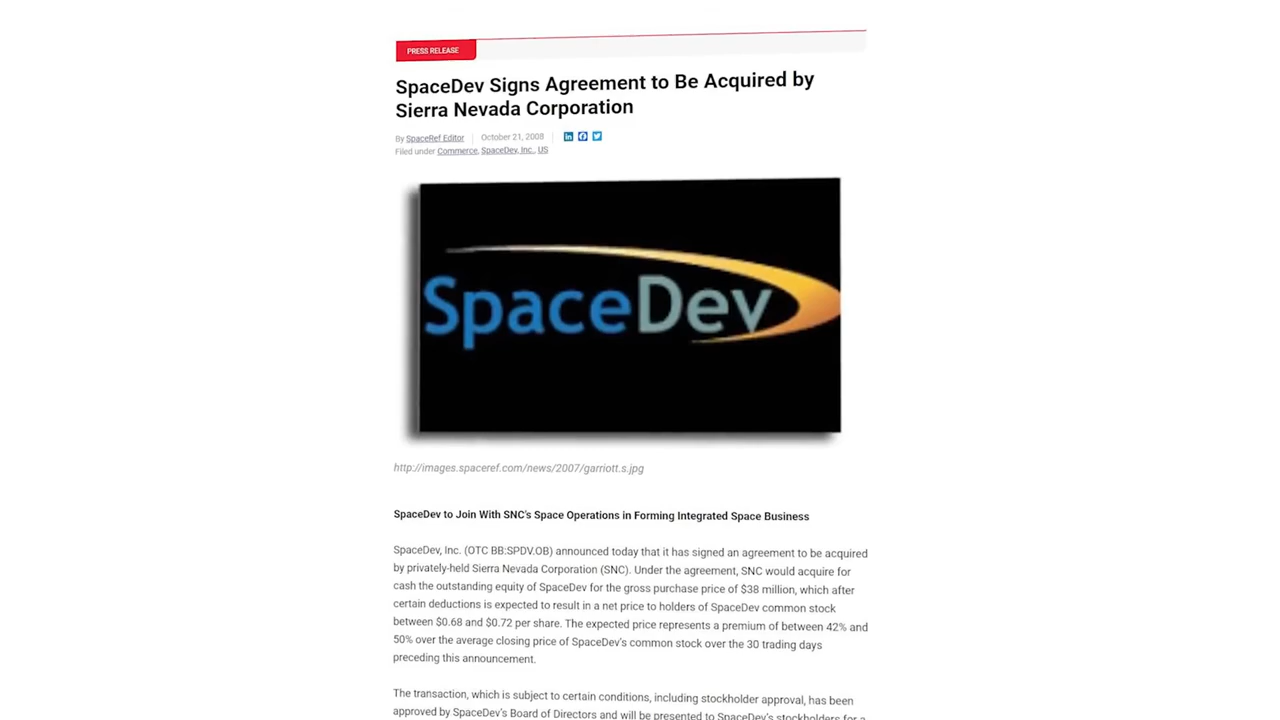 PRESS RELEASE
SpaceDev Signs Agreement to Be Acquired by
Sierra Nevada Corporation
By SpaceRef Editor October 21, 2008
Filed under Commerce, SpaceDev, Inc., US
SpaceDev
http://images.spaceref.com/news/2007/garriott.s.jpg
SpaceDev to Join With SNC's Space Operations in Forming Integrated Space Business
SpaceDev, Inc. (OTC BB:SPDV.OB) announced today that it has signed an agreement to be acquired
by privately-held Sierra Nevada Corporation (SNC). Under the agreement, SNC would acquire for
cash the outstanding equity of SpaceDev for the gross purchase price of $38 million, which after
certain deductions is expected to result in a net price to holders of SpaceDev common stock
between $0.68 and $0.72 per share. The expected price represents a premium of between 42% and
50% over the average closing price of SpaceDev's common stock over the 30 trading days
preceding this announcement.
The transaction, which is subject to certain conditions, including stockholder approval, has been
approved by SpaceDev's Board of Directors and will be presented to SpaceDev's stockholders for a